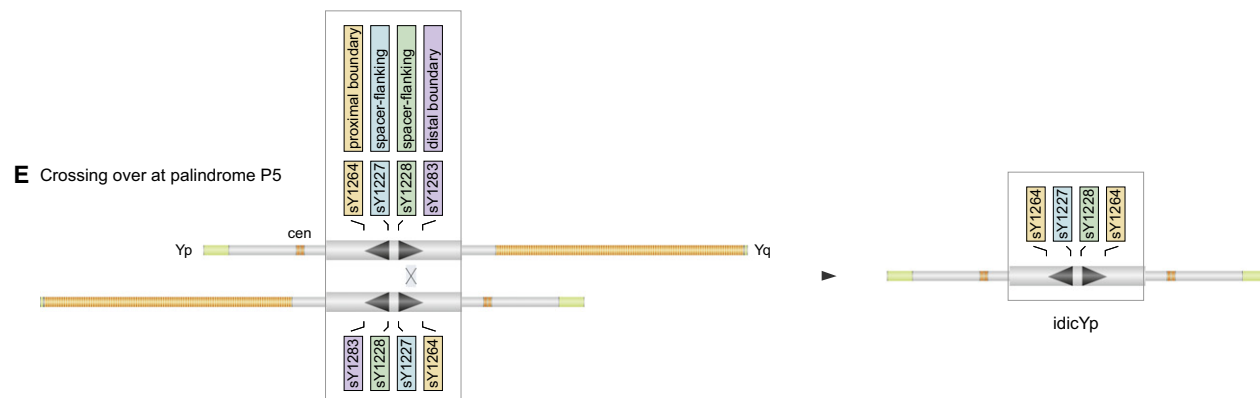 proximal boundary
spacer-flanking
spacer-flanking
distal boundary
E Crossing over at palindrome P5
sY1264
sY1227
sY1228
sY1283
sY1264
sY1227
sY1228
sY1264
cen
Yp
Yq
idicYp
sY1283
sY1228
sY1227
sY1264